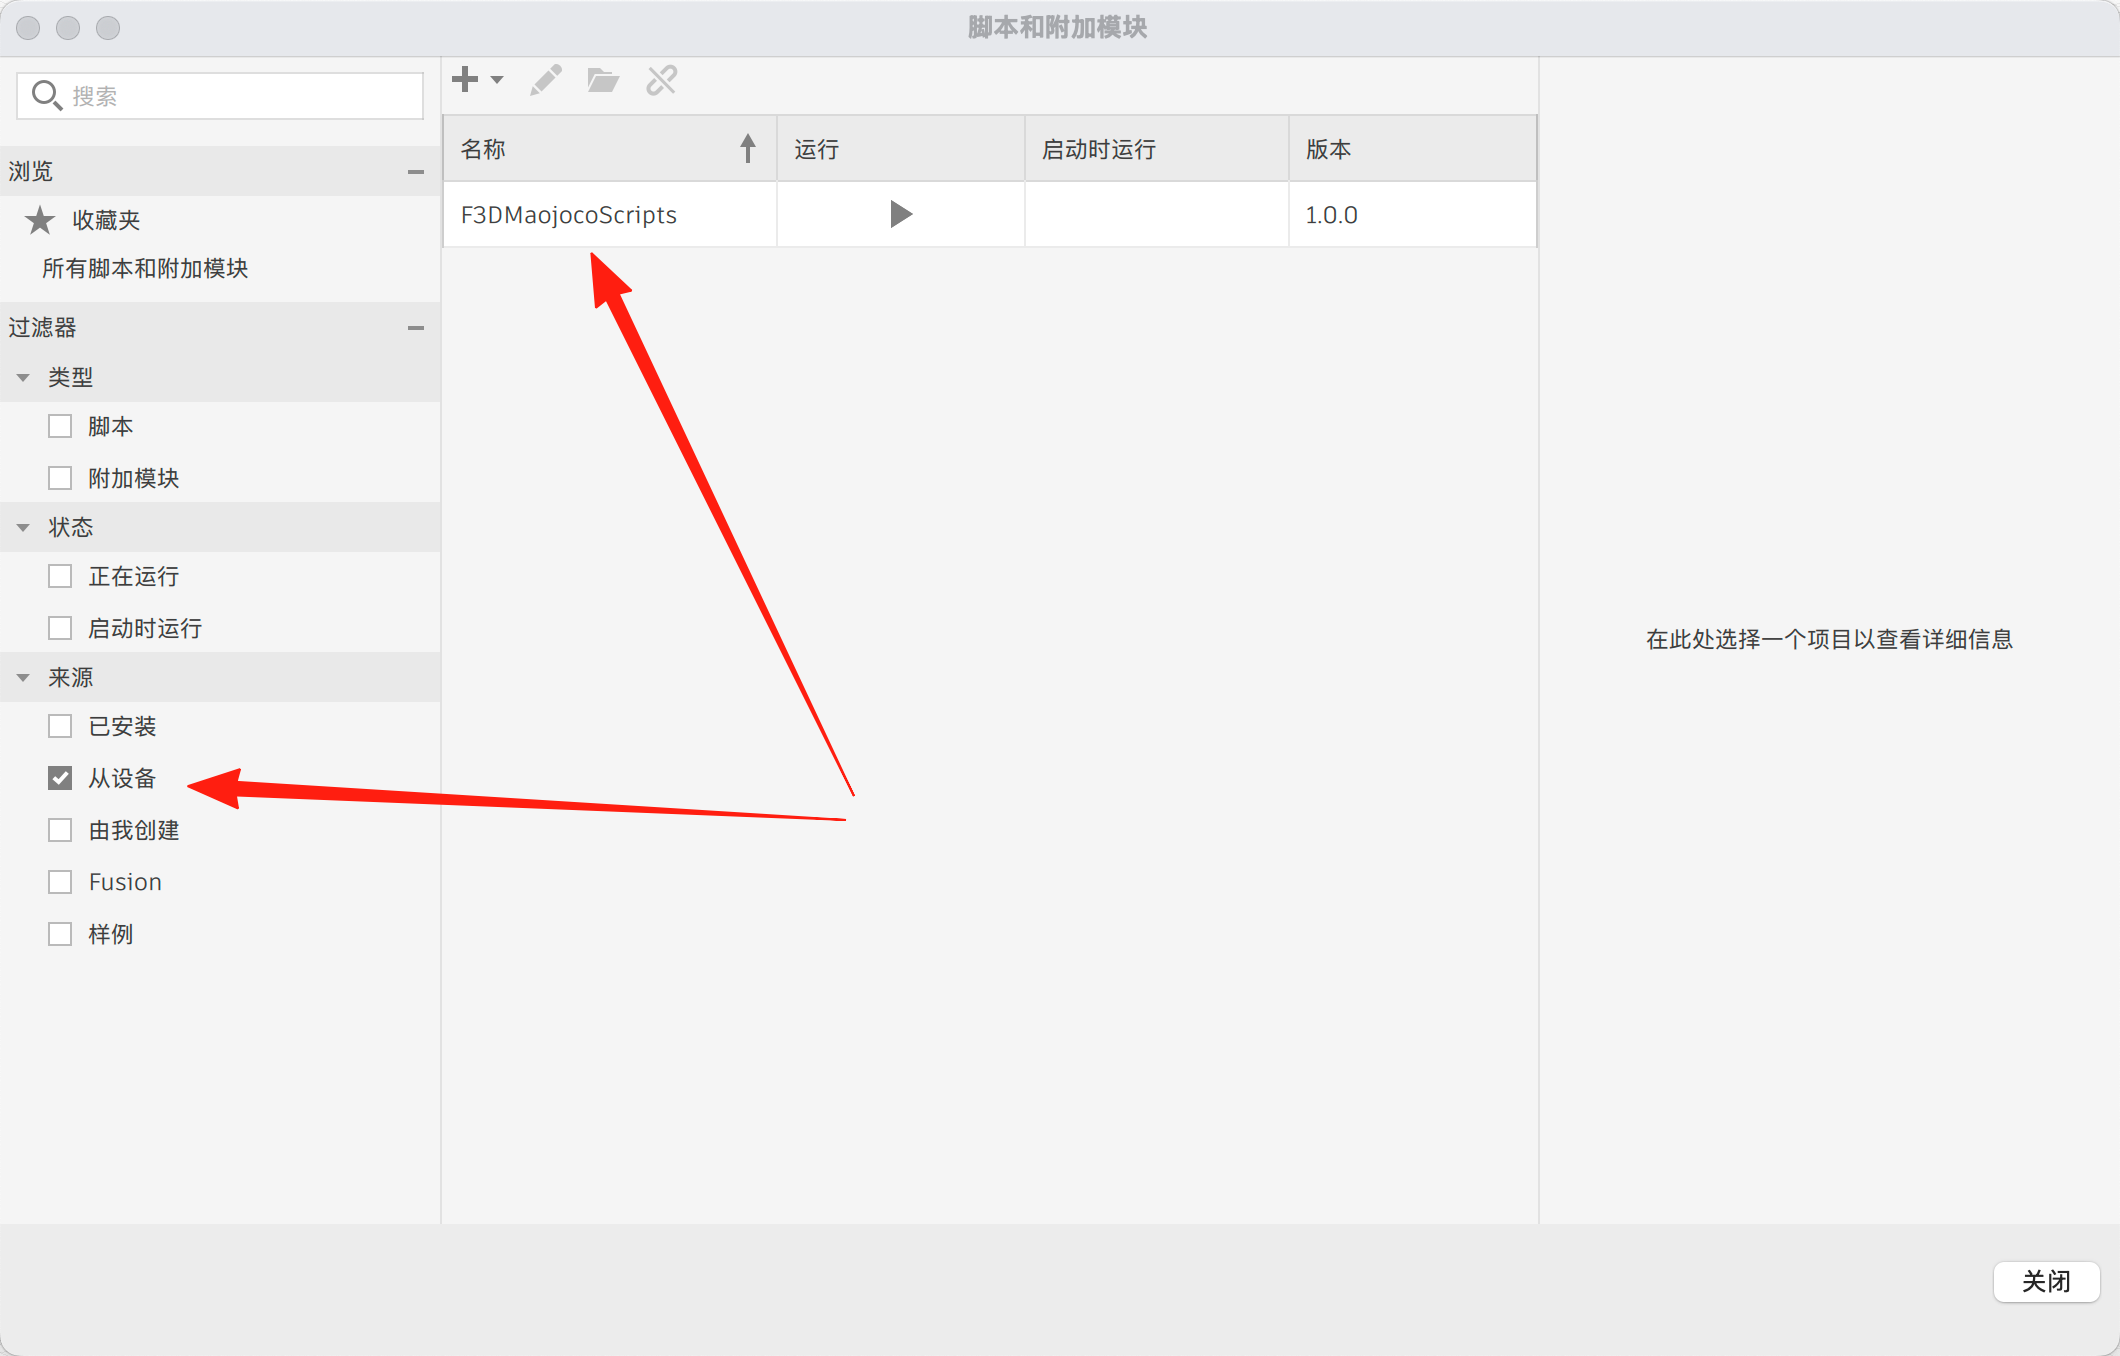 脚本和附加模块
搜索
浏览
收藏夹
所有脚本和附加模块
过滤器
类型
脚本
附加模块
状态
正在运行
启动时运行
来源
已安装
从设备
由我创建
Fusion
样例
名称 运行 启动时运行 版本
F3DMaojocoScripts 1.0.0
在此处选择一个项目以查看详细信息
关闭